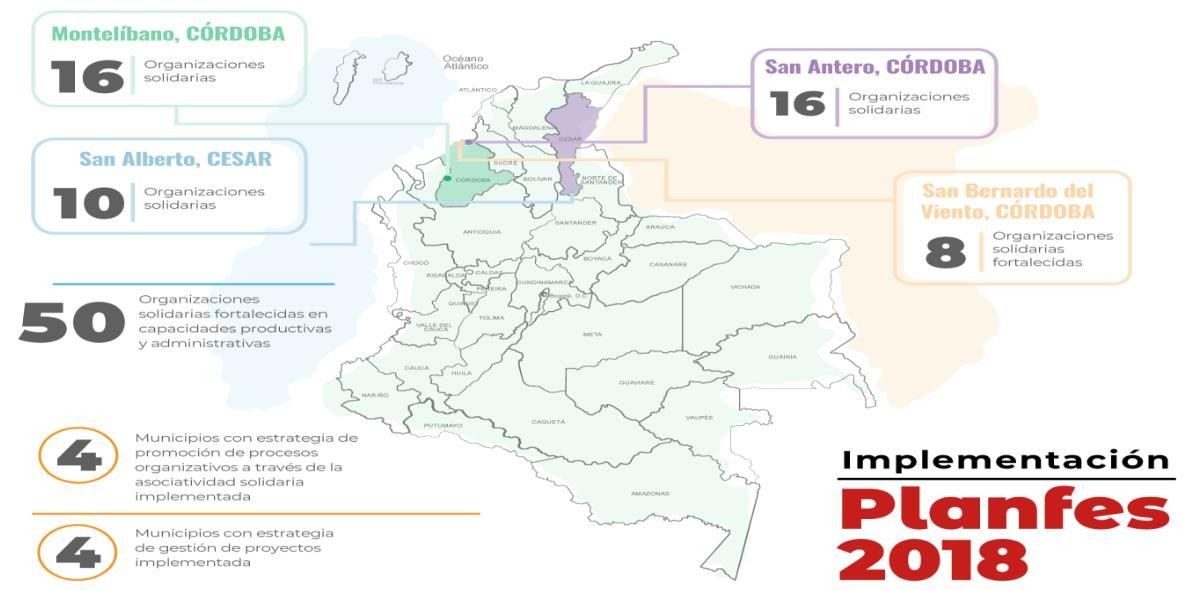 Montelíbano, CÓRDOBA
16
Organizaciones
solidarias
San Alberto, CESAR
10
Organizaciones
solidarias
50
Organizaciones
solidarias fortalecidas en
capacidades productivas
y administrativas
4
Municipios con estrategia de
promoción de procesos
organizativos a través de la
asociatividad solidaria
implementada
4
Municipios con estrategia
de gestión de proyectos
implementada
Océano
Atlántico
ATLÁNTICO
LA GUAJIRA
MAGDALENA
CESAR
SUCRE
CÓRDOBA
BOLÍVAR
NORTE DE
SANTANDER
ANTIOQUIA
SANTANDER
ARAUCA
CHOCÓ
BOYACÁ
CASANARE
RISARALDA
CALDAS
PEREIRA
CUNDINAMARCA
Bogotá, D.C.
VICHADA
QUINDÍO
TOLIMA
VALLE DEL
CAUCA
META
GUAINÍA
CAUCA
HUILA
GUAVIARE
NARIÑO
VAUPÉS
PUTUMAYO
CAQUETÁ
AMAZONAS
San Antero, CÓRDOBA
16
Organizaciones
solidarias
San Bernardo del
Viento, CÓRDOBA
8
Organizaciones
solidarias
fortalecidas
Implementación
Planfes
2018